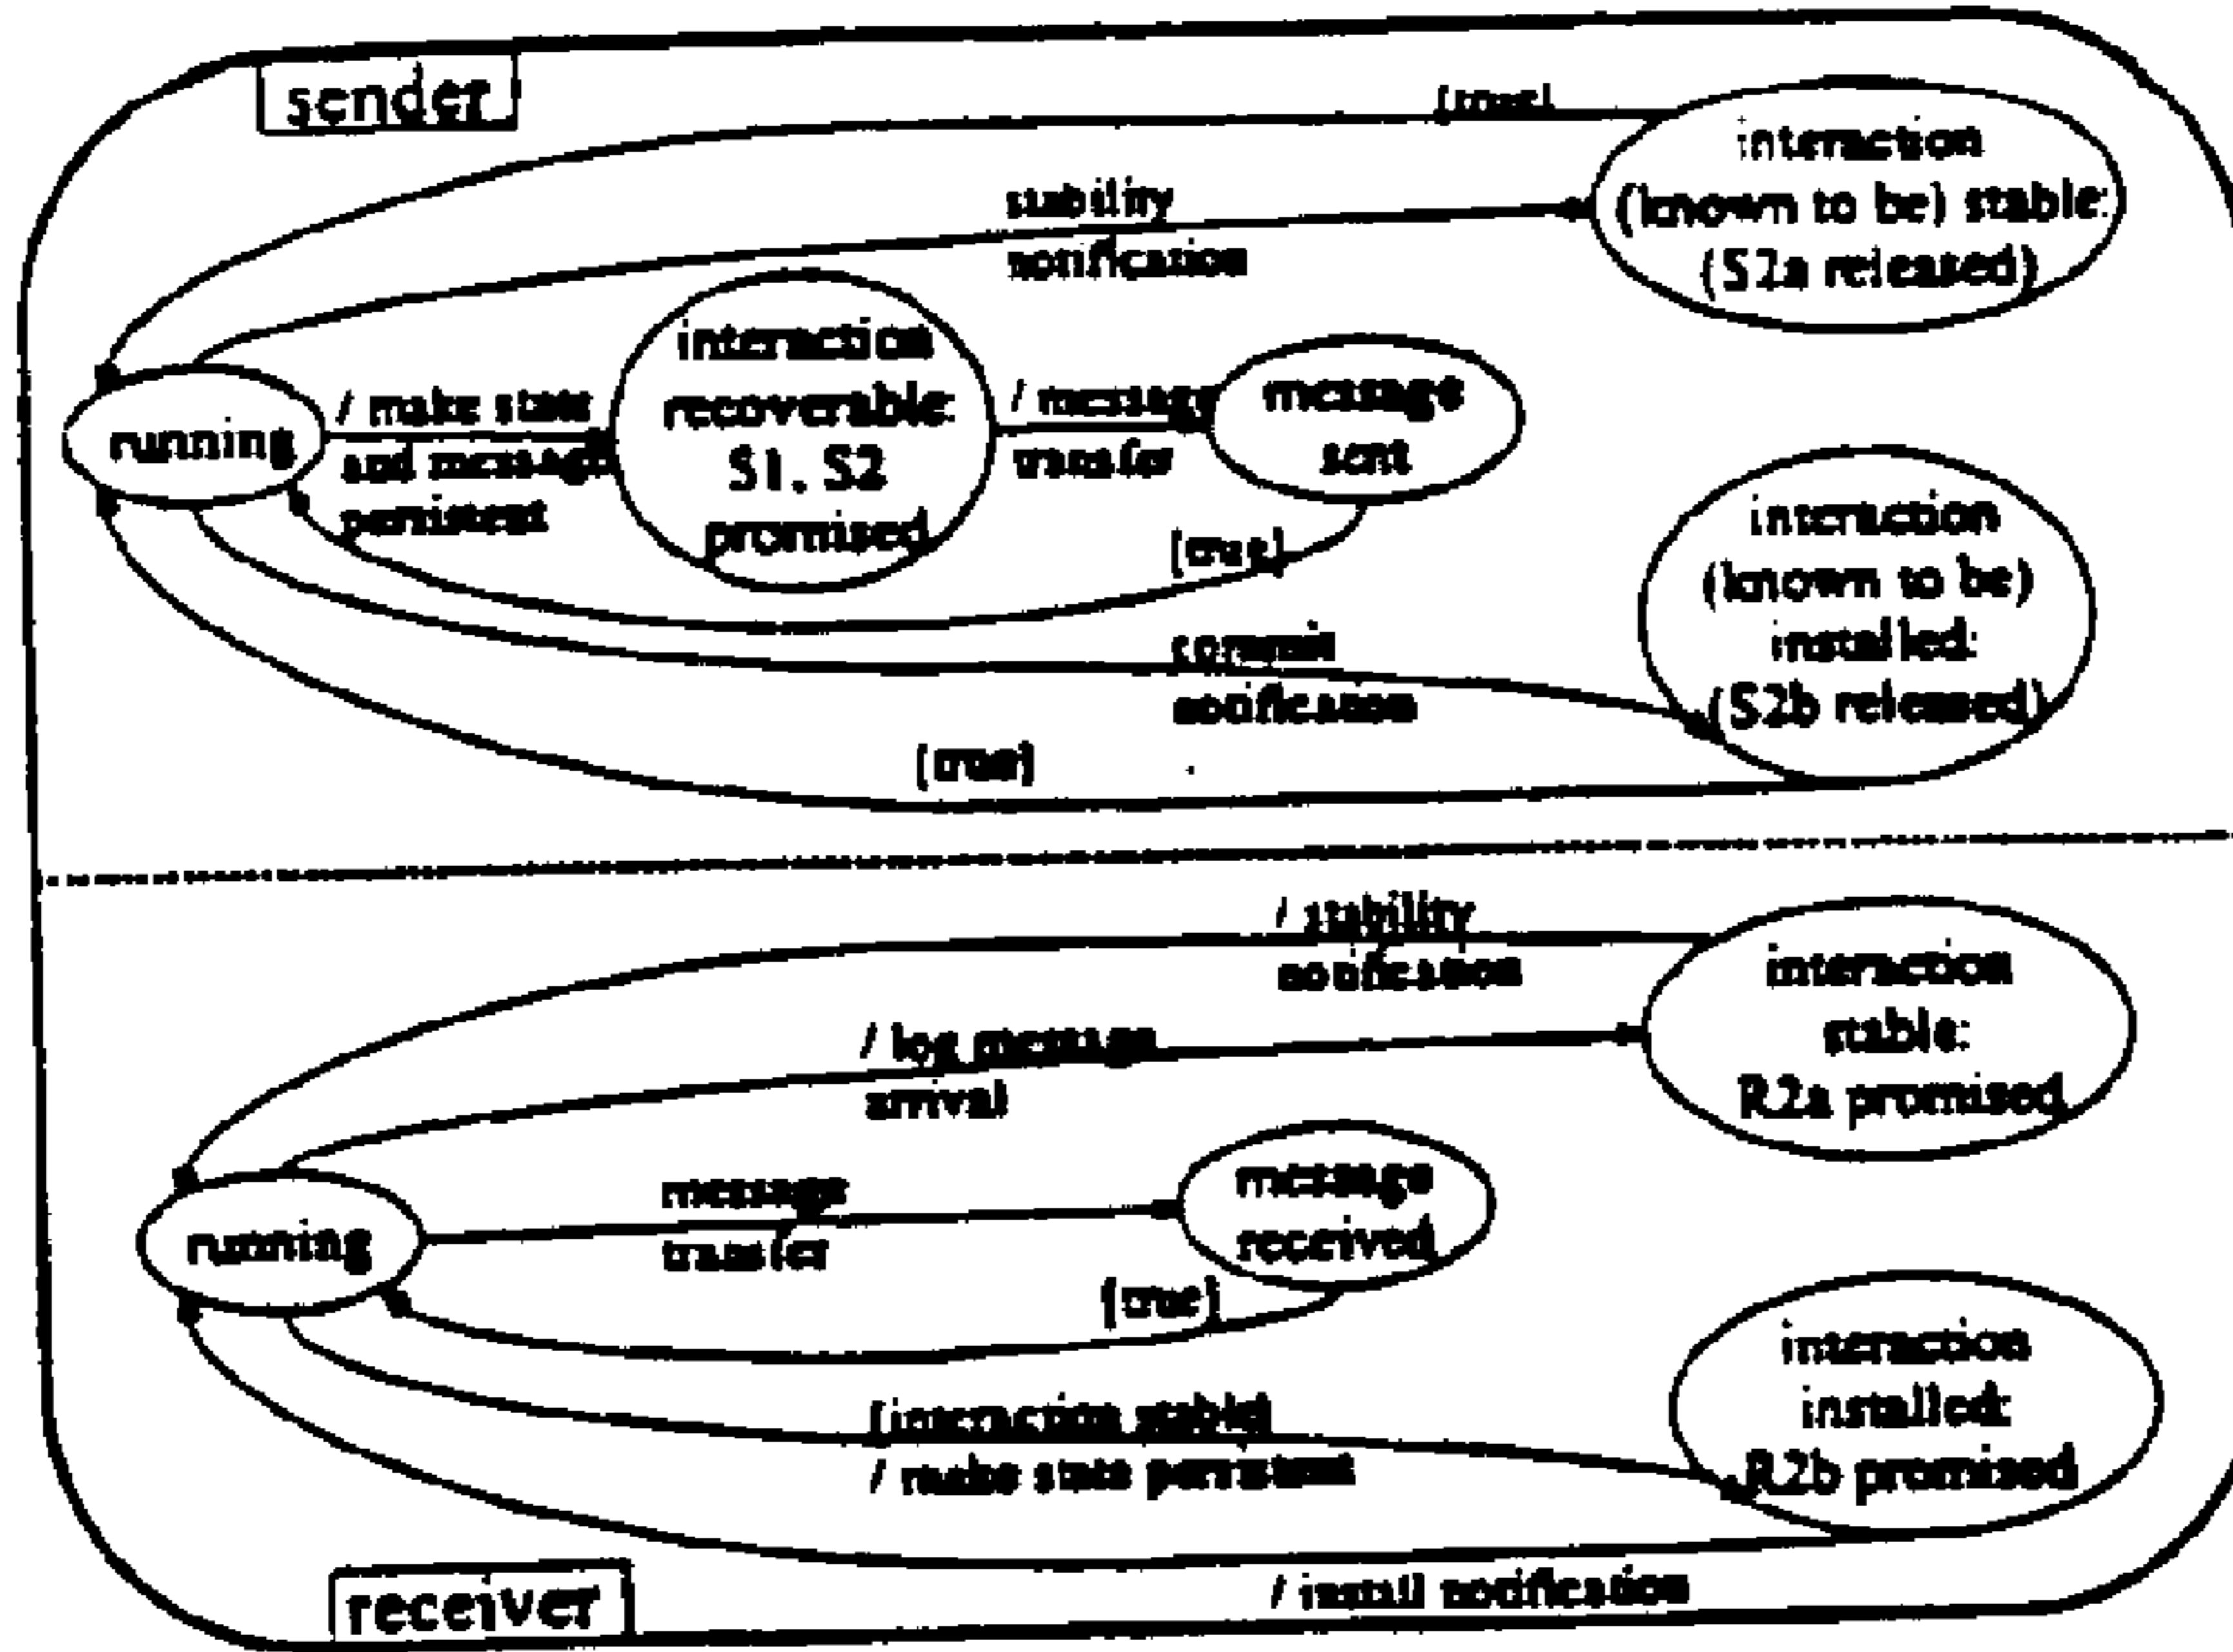 sender
[true]
interaction
(known to be) stable:
(S2a released)
stability
notification
interaction
recoverable:
S1, S2
promised
running
/ make state
and message
persistent
/ message
transfer
message
sent
[true]
interaction
(known to be)
installed:
(S2b released)
commit
notification
[true]
/ stability
notification
interaction
stable:
R2a promised
/ log message
arrival
running
message
transfer
message
received
[true]
interaction
installed:
R2b promised
[interaction stable]
/ make state persistent
receiver
/ install notification